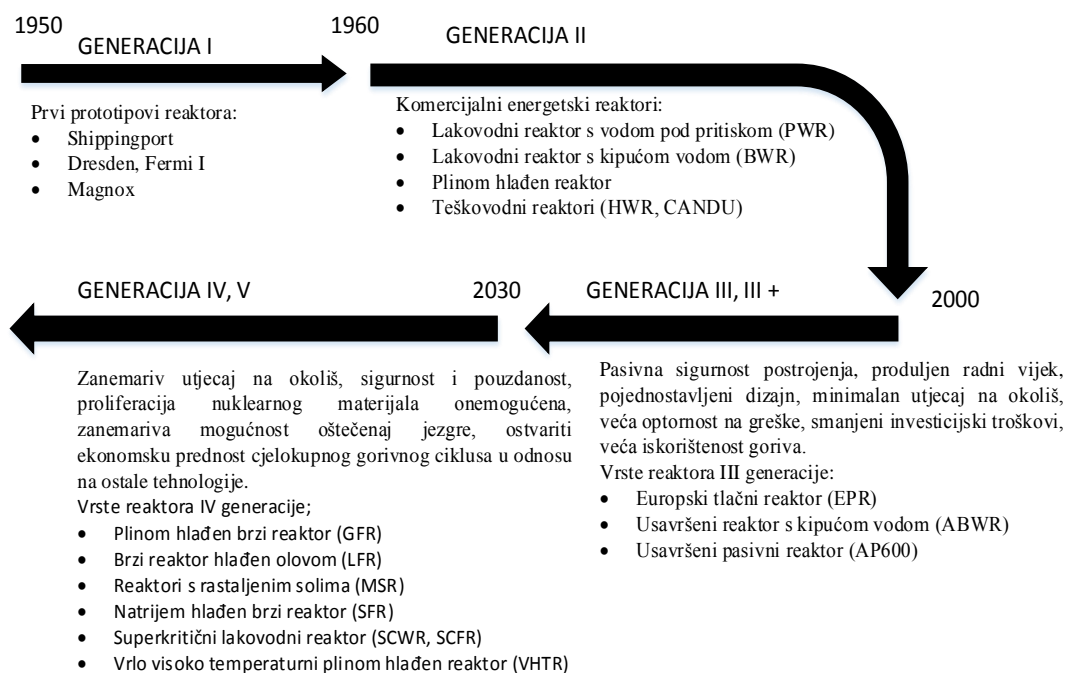 1950
GENERACIJA I
1960
GENERACIJA II
Prvi prototipovi reaktora:
• Shippingport
• Dresden, Fermi I
• Magnox
Komercijalni energetski reaktori:
• Lakovodni reaktor s vodom pod pritiskom (PWR)
• Lakovodni reaktor s kipućom vodom (BWR)
• Plinom hlađen reaktor
• Teškovodni reaktori (HWR, CANDU)
2000
GENERACIJA III, III +
Pasivna sigurnost postrojenja, produljen radni vijek,
pojednostavljeni dizajn, minimalan utjecaj na okoliš,
veća optornost na greške, smanjeni investicijski troškovi,
veća iskorištenost goriva.
Vrste reaktora III generacije:
• Europski tlačni reaktor (EPR)
• Usavršeni reaktor s kipućom vodom (ABWR)
• Usavršeni pasivni reaktor (AP600)
2030
GENERACIJA IV, V
Zanemariv utjecaj na okoliš, sigurnost i pouzdanost,
proliferacija nuklearnog materijala onemogućena,
zanemariva mogućnost oštečenaj jezgre, ostvariti
ekonomsku prednost cjelokupnog gorivnog ciklusa u odnosu
na ostale tehnologije.
Vrste reaktora IV generacije;
• Plinom hlađen brzi reaktor (GFR)
• Brzi reaktor hlađen olovom (LFR)
• Reaktori s rastaljenim solima (MSR)
• Natrijem hlađen brzi reaktor (SFR)
• Superkritični lakovodni reaktor (SCWR, SCFR)
• Vrlo visoko temperaturni plinom hlađen reaktor (VHTR)